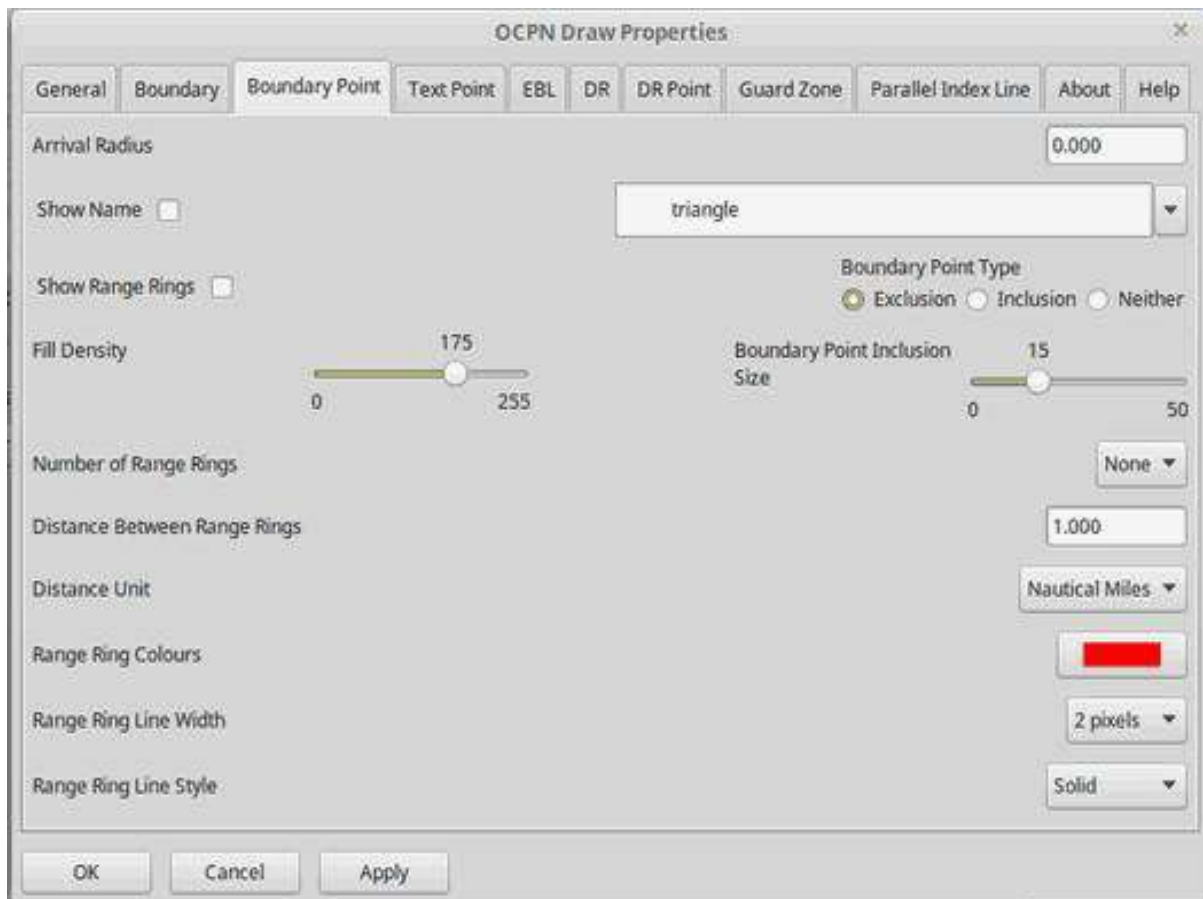 OCPN Draw Properties
General Boundary Boundary Point Text Point EBL DR DR Point Guard Zone Parallel Index Line About Help
Arrival Radius 0.000
Show Name triangle
Boundary Point Type
Show Range Rings Exclusion Inclusion Neither
Fill Density 175 Boundary Point Inclusion 15
Size
0 255 0 50
Number of Range Rings None
Distance Between Range Rings 1.000
Distance Unit Nautical Miles
Range Ring Colours
Range Ring Line Width 2 pixels
Range Ring Line Style Solid
OK Cancel Apply